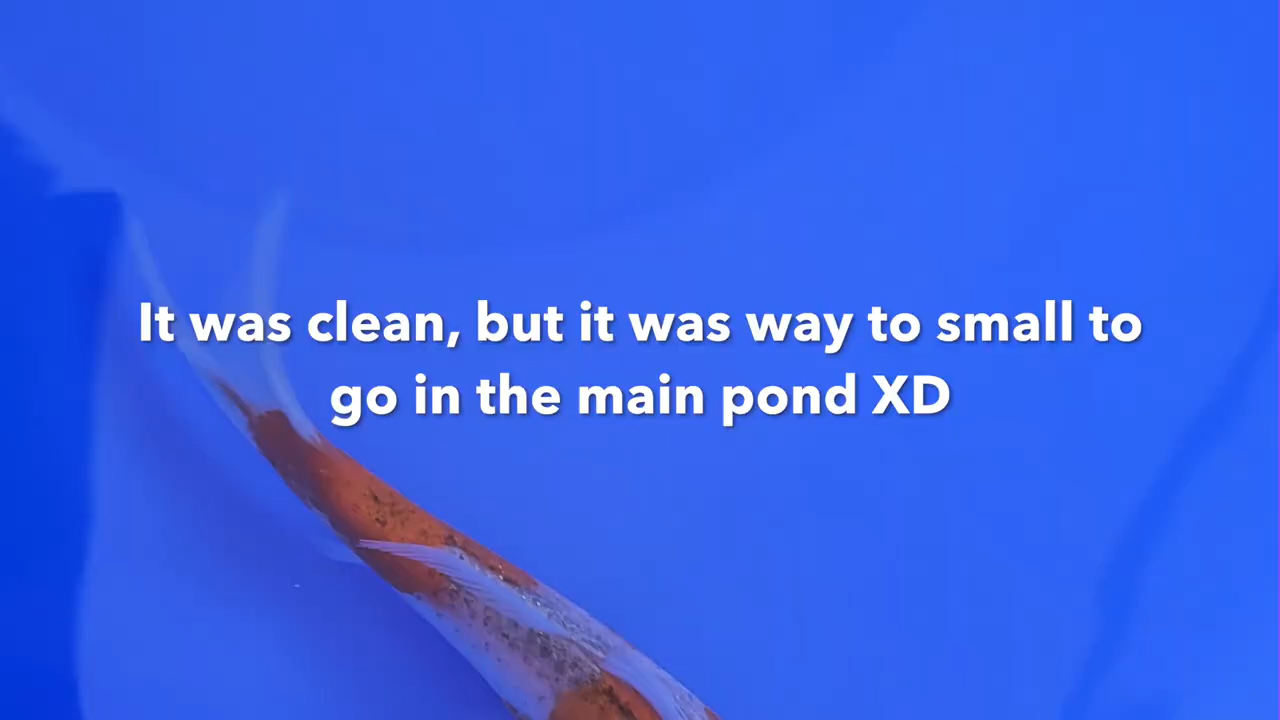 It was clean, but it was way to small to
go in the main pond XD